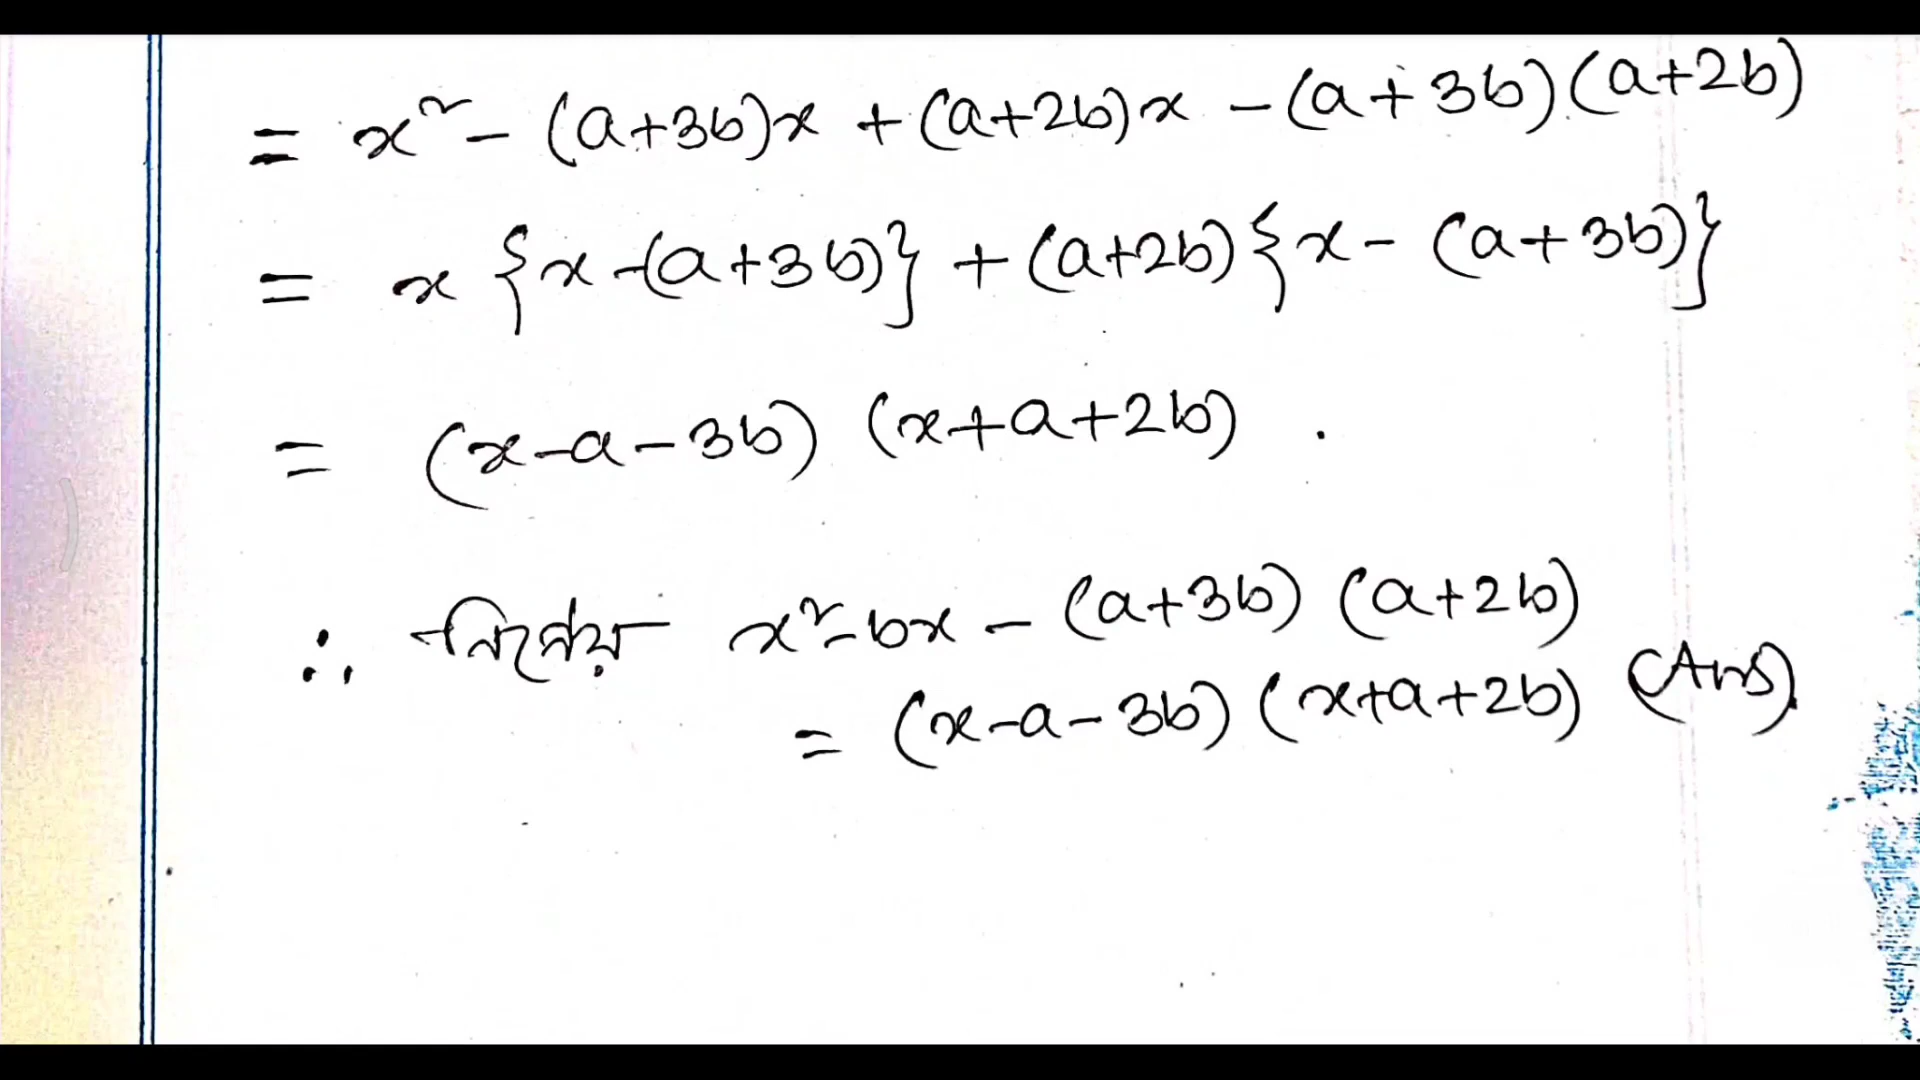 = x² - (a+3b)x + (a+2b)x - (a+3b)(a+2b)
= x {x-(a+3b)} + (a+2b){x-(a+3b)}
= (x-a-3b) (x+a+2b) .
∴ নির্ণেয় x²-bx - (a+3b) (a+2b)
= (x-a-3b) (x+a+2b) (Ans)